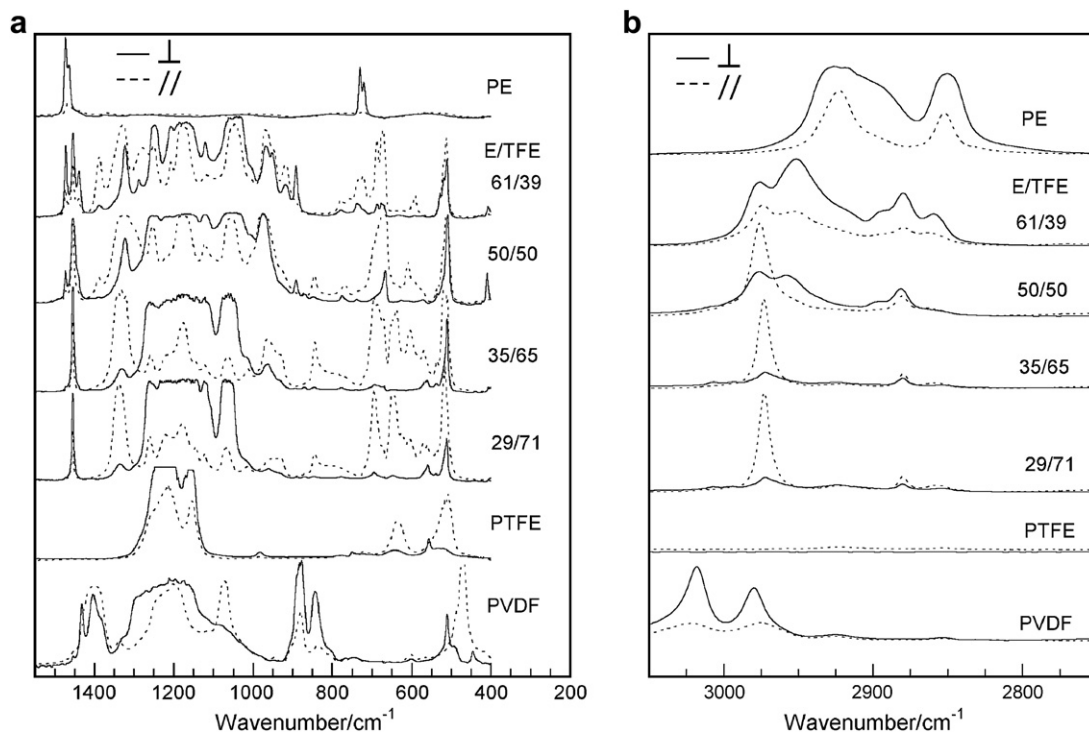 a
⊥
//
PE
E/TFE
61/39
50/50
35/65
29/71
PTFE
PVDF
1400 1200 1000 800 600 400 200
Wavenumber/cm⁻¹
b
⊥
//
PE
E/TFE
61/39
50/50
35/65
29/71
PTFE
PVDF
3000 2900 2800
Wavenumber/cm⁻¹